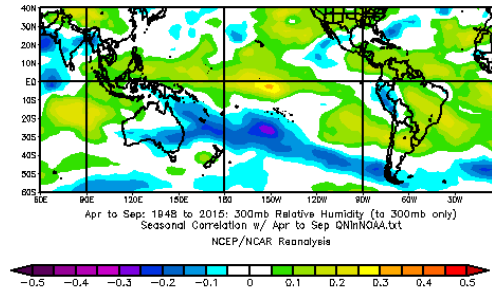 40N
30N
20N
10N
EQ
10S
20S
30S
40S
50S
60S
60E 90E 120E 150E 180 150W 120W 90W 60W
Apr to Sep: 1948 to 2015: 300mb Relative Humidity (to 300mb only)
Seasonal Correlation w/ Apr to Sep QNInNOAA.txt
NCEP/NCAR Reanalysis
-0.5 -0.4 -0.3 -0.2 -0.1 0 0.1 0.2 0.3 0.4 0.5